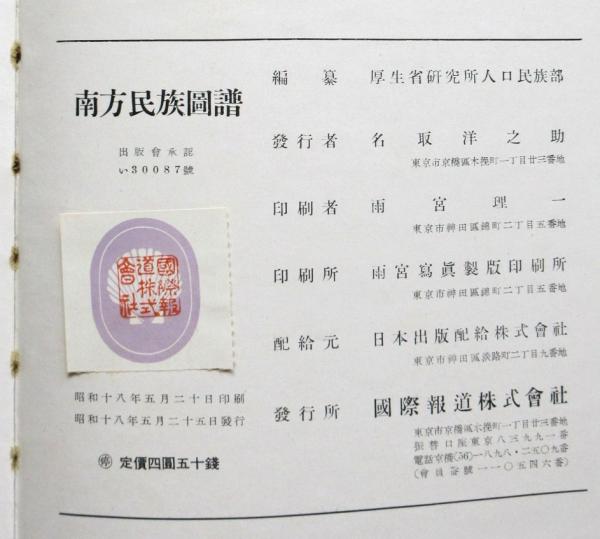 南方民族圖譜
出版會承認
い30087號
國際報
道株式
會社
昭和十八年五月二十日印刷
昭和十八年五月二十五日發行
停 定價四圓五十錢
編纂 厚生省研究所人口民族部
發行者 名取洋之助
東京市京橋區木挽町一丁目廿三番地
印刷者 雨宮理一
東京市神田區錦町二丁目五番地
印刷所 雨宮寫眞製版印刷所
東京市神田區錦町二丁目五番地
配給元 日本出版配給株式會社
東京市神田區淡路町二丁目九番地
發行所 國際報道株式會社
東京市京橋區木挽町一丁目廿三番地
振替口座東京八三九九一番
電話京橋(56)一八九八・二五〇九番
(會員番號一一〇五四六番)